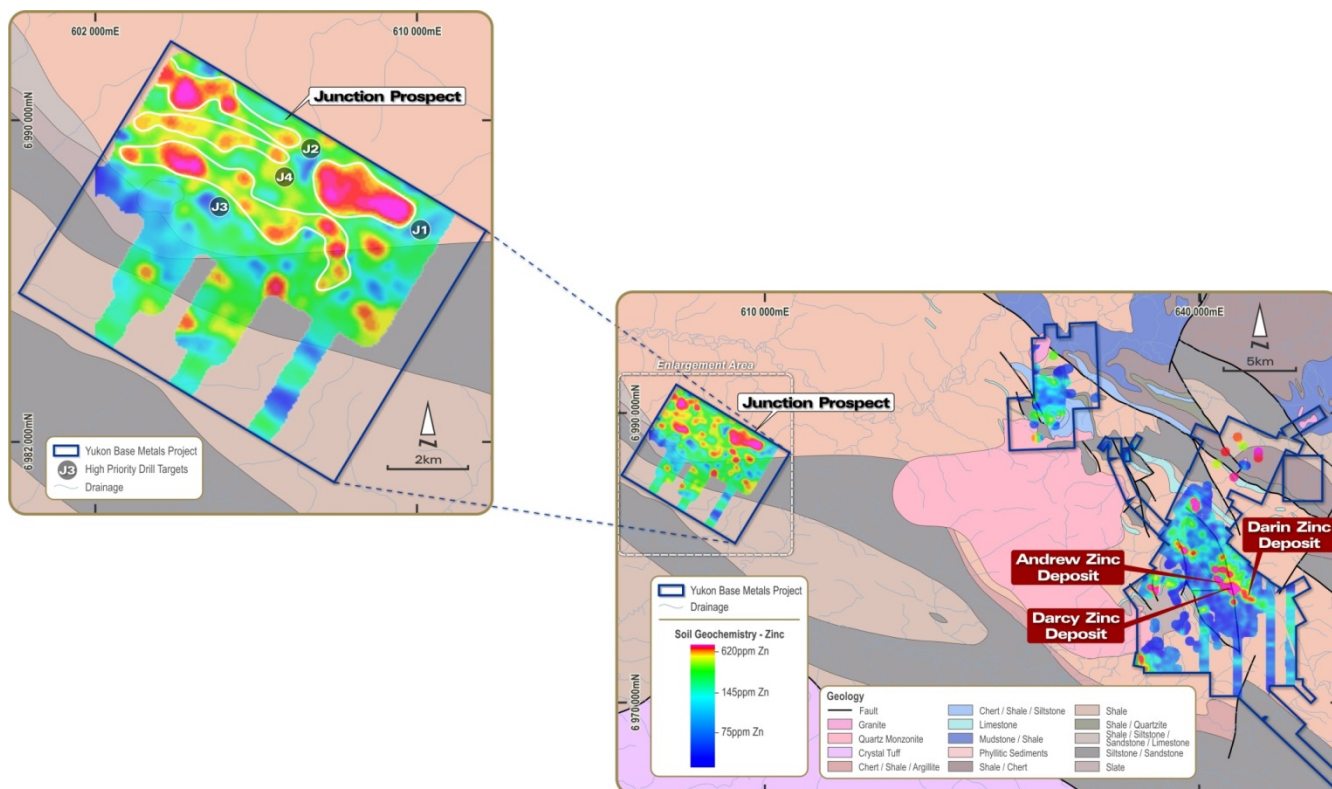 602 000mE
610 000mE
6 990 000mN
6 982 000mN
Junction Prospect
J2
J4
J3
J1
Yukon Base Metals Project
J3
High Priority Drill Targets
Drainage
N
2km
610 000mE
640 000mE
6 990 000mN
6 970 000mN
N
5km
Enlargement Area
Junction Prospect
Darin Zinc
Deposit
Andrew Zinc
Deposit
Darcy Zinc
Deposit
Yukon Base Metals Project
Drainage
Soil Geochemistry - Zinc
620ppm Zn
145ppm Zn
75ppm Zn
Geology
Fault
Granite
Quartz Monzonite
Crystal Tuff
Chert / Shale / Argillite
Chert / Shale / Siltstone
Limestone
Mudstone / Shale
Phyllitic Sediments
Shale / Chert
Shale
Shale / Quartzite
Shale / Siltstone /
Sandstone / Limestone
Siltstone / Sandstone
Slate